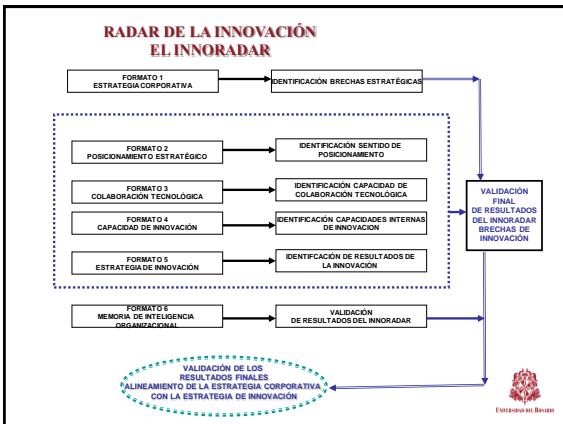 RADAR DE LA INNOVACIÓN
EL INNORADAR
FORMATO 1
ESTRATEGIA CORPORATIVA
IDENTIFICACIÓN BRECHAS ESTRATÉGICAS
FORMATO 2
POSICIONAMIENTO ESTRATÉGICO
IDENTIFICACIÓN SENTIDO DE
POSICIONAMIENTO
FORMATO 3
COLABORACIÓN TECNOLÓGICA
IDENTIFICACIÓN CAPACIDAD DE
COLABORACIÓN TECNOLÓGICA
FORMATO 4
CAPACIDAD DE INNOVACIÓN
IDENTIFICACIÓN CAPACIDADES INTERNAS
DE INNOVACION
FORMATO 5
ESTRATEGIA DE INNOVACIÓN
IDENTIFCACIÓN DE RESULTADOS DE
LA INNOVACIÓN
VALIDACIÓN
FINAL
DE RESULTADOS
DEL INNORADAR
BRECHAS DE
INNOVACIÓN
FORMATO 6
MEMORIA DE INTELIGENCIA
ORGANIZACIONAL
VALIDACIÓN
DE RESULTADOS DEL INNORADAR
VALIDACIÓN DE LOS
RESULTADOS FINALES
ALINEAMIENTO DE LA ESTRATEGIA CORPORATIVA
CON LA ESTRATEGIA DE INNOVACIÓN
UNIVERSIDAD DEL ROSARIO